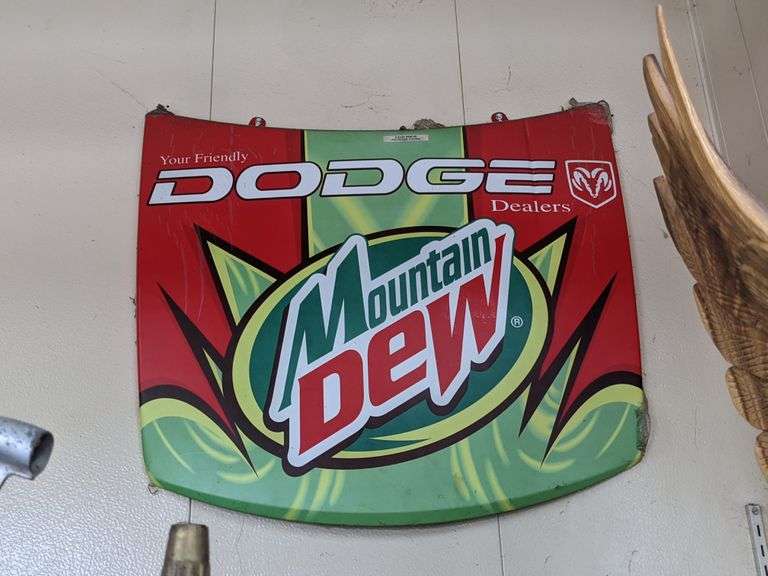 Your Friendly
DODGE
Dealers
Mountain
Dew
®